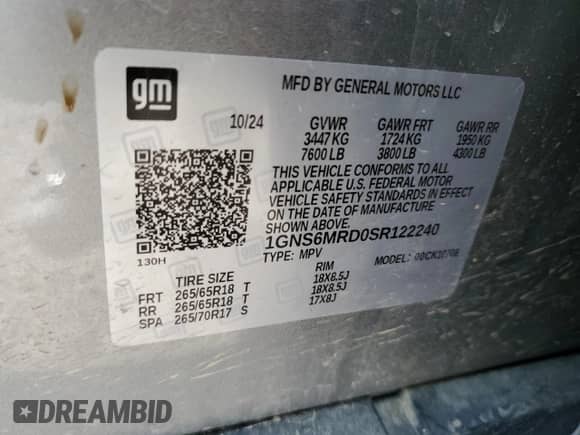 gm
MFD BY GENERAL MOTORS LLC
10/24 GVWR GAWR FRT GAWR RR
3447 KG 1724 KG 1950 KG
7600 LB 3800 LB 4300 LB
THIS VEHICLE CONFORMS TO ALL
APPLICABLE U.S. FEDERAL MOTOR
VEHICLE SAFETY STANDARDS IN EFFECT
ON THE DATE OF MANUFACTURE
SHOWN ABOVE.
1GNS6MRD0SR122240
TYPE: MPV MODEL:
130H
TIRE SIZE RIM
FRT 265/65R18 T 18X8.5J
RR 265/65R18 T 18X8.5J
SPA 265/70R17 S 17X8J
DREAMBID